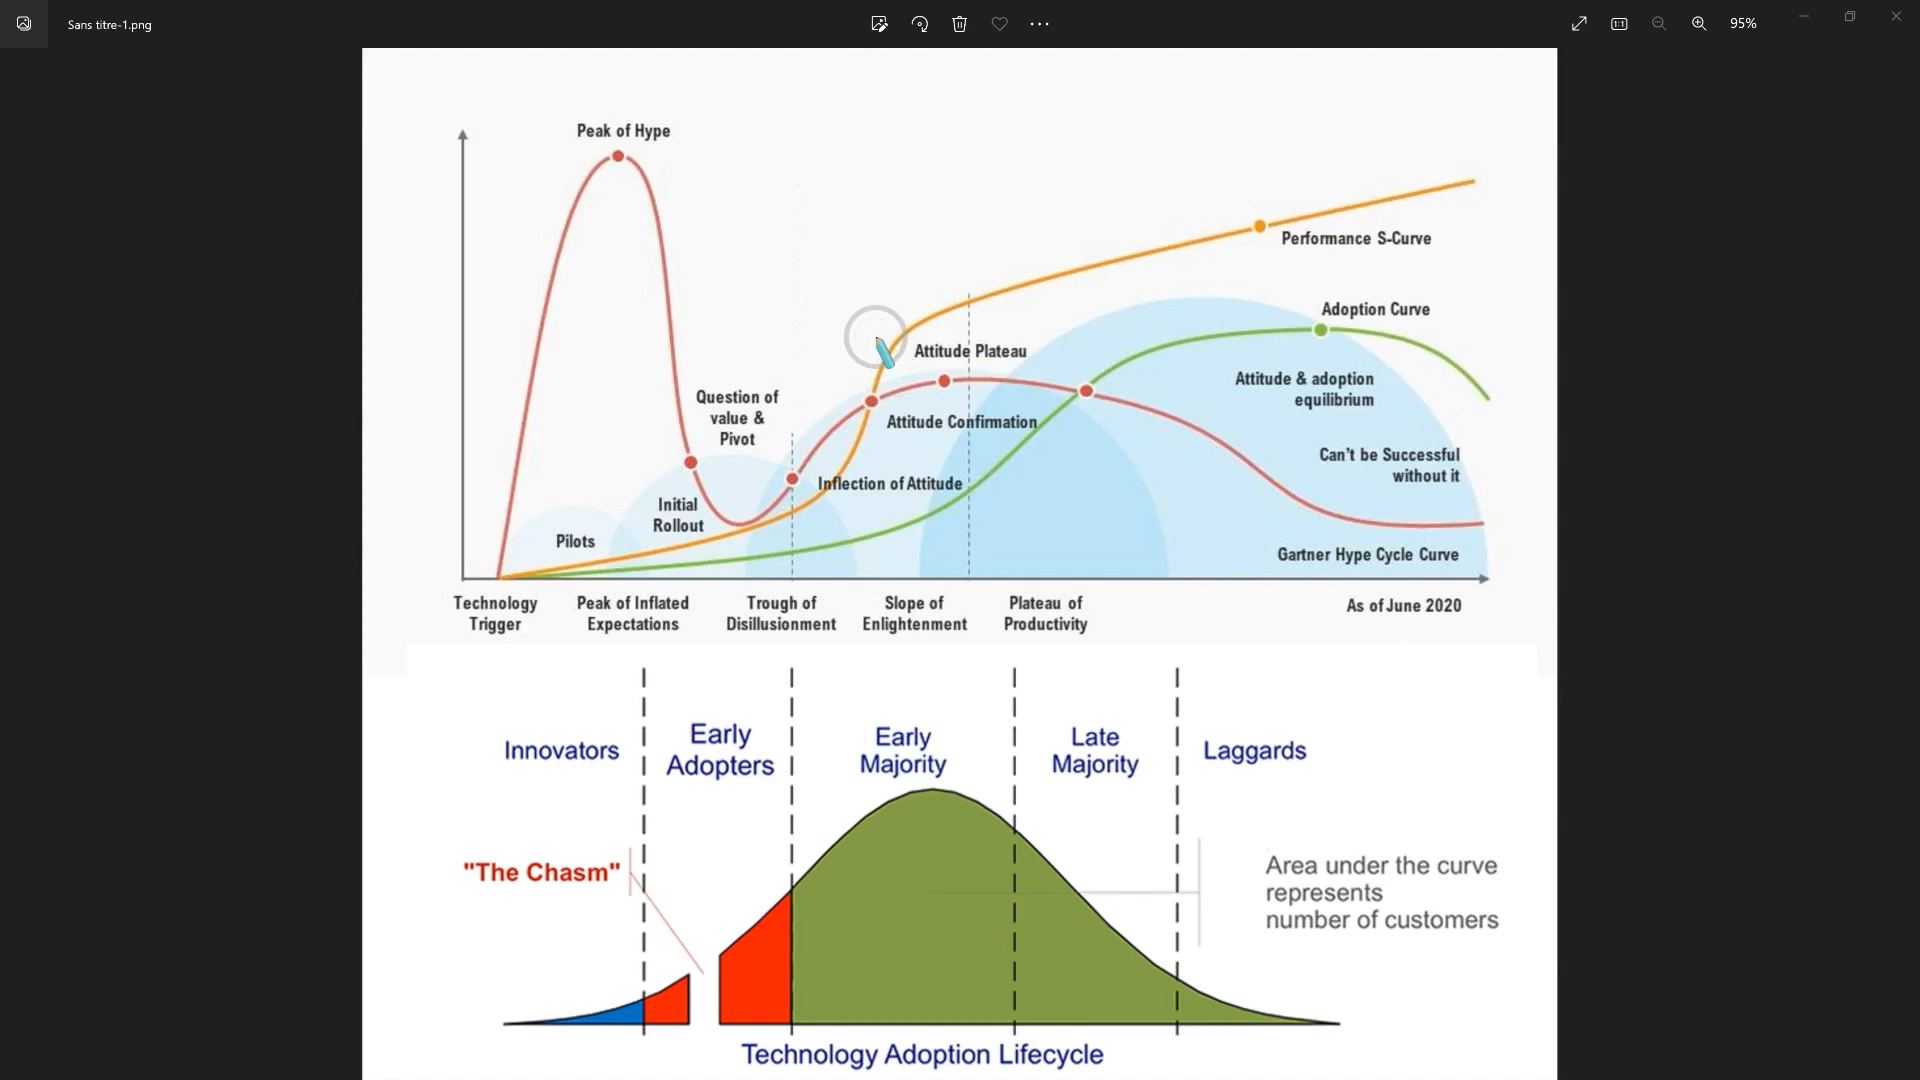 Sans titre-1.png
1:1
95%
Peak of Hype
Performance S-Curve
Adoption Curve
Attitude Plateau
Attitude & adoption
equilibrium
Question of
value &
Pivot
Attitude Confirmation
Can't be Successful
without it
Inflection of Attitude
Initial
Rollout
Pilots
Gartner Hype Cycle Curve
Technology
Trigger
Peak of Inflated
Expectations
Trough of
Disillusionment
Slope of
Enlightenment
Plateau of
Productivity
As of June 2020
Innovators
Early
Adopters
Early
Majority
Late
Majority
Laggards
"The Chasm"
Area under the curve
represents
number of customers
Technology Adoption Lifecycle